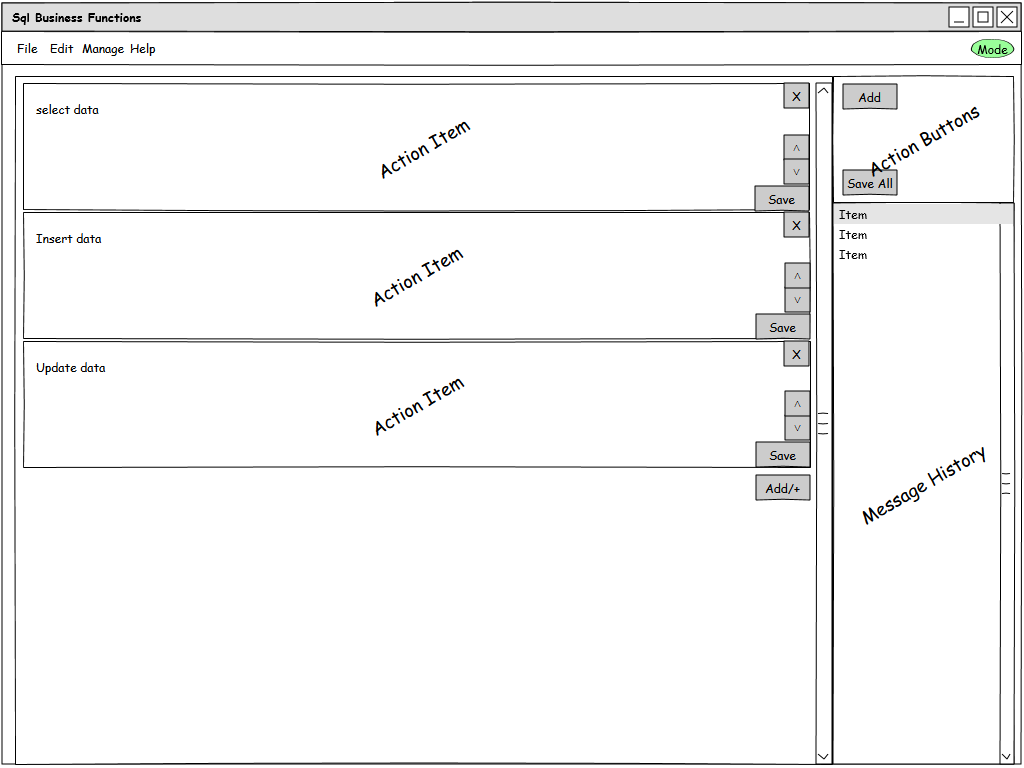 Sql Business Functions
File Edit Manage Help
Mode
select data
Action Item
X
^
v
Save
Insert data
Action Item
X
^
v
Save
Update data
Action Item
X
^
v
Save
Add/+
Add
Action Buttons
Save All
Item
Item
Item
Message History